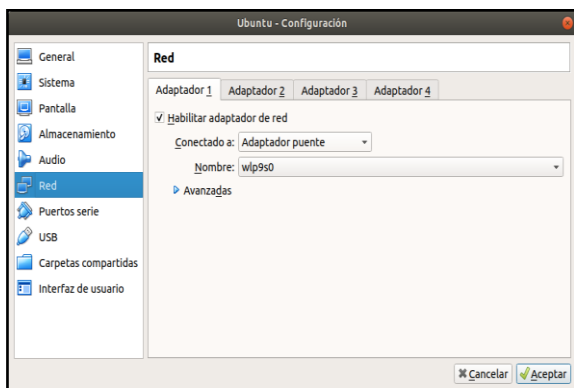 Ubuntu - Configuración
General
Sistema
Pantalla
Almacenamiento
Audio
Red
Puertos serie
USB
Carpetas compartidas
Interfaz de usuario
Red
Adaptador 1 Adaptador 2 Adaptador 3 Adaptador 4
Habilitar adaptador de red
Conectado a: Adaptador puente
Nombre: wlp9s0
Avanzadas
Cancelar Aceptar